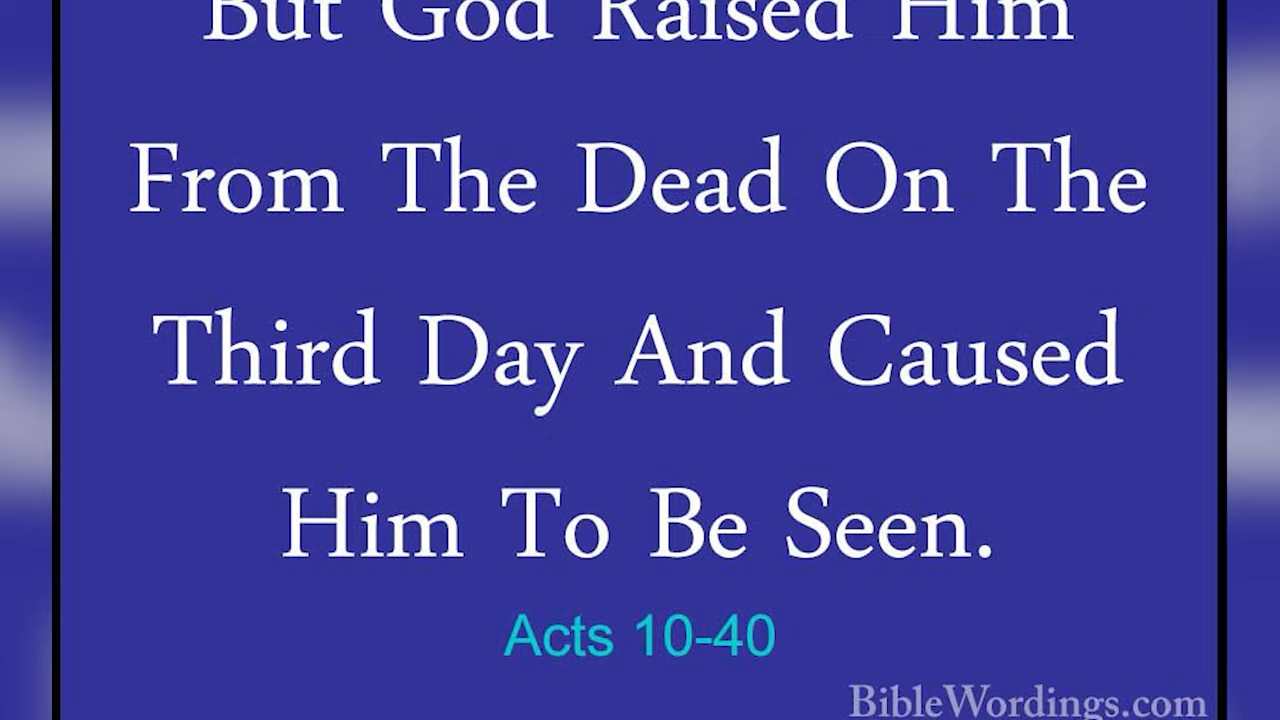 But God Raised Him
From The Dead On The
Third Day And Caused
Him To Be Seen.
Acts 10-40
BibleWordings.com